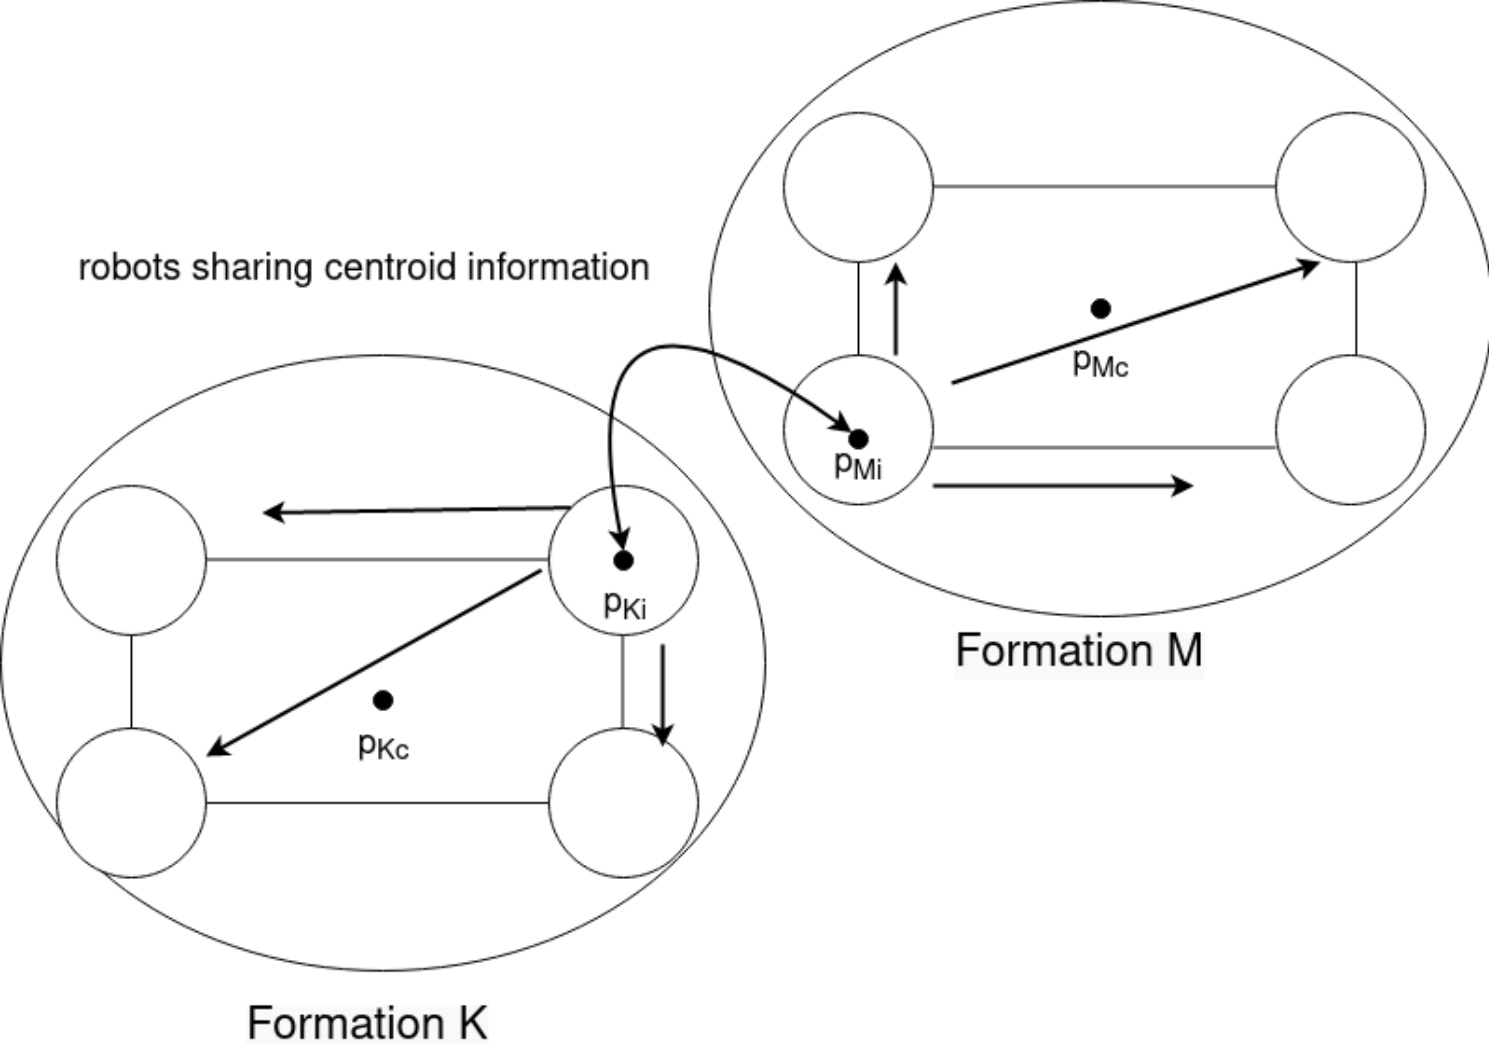 robots sharing centroid information
pMc
pMi
Formation M
pKi
pKc
Formation K